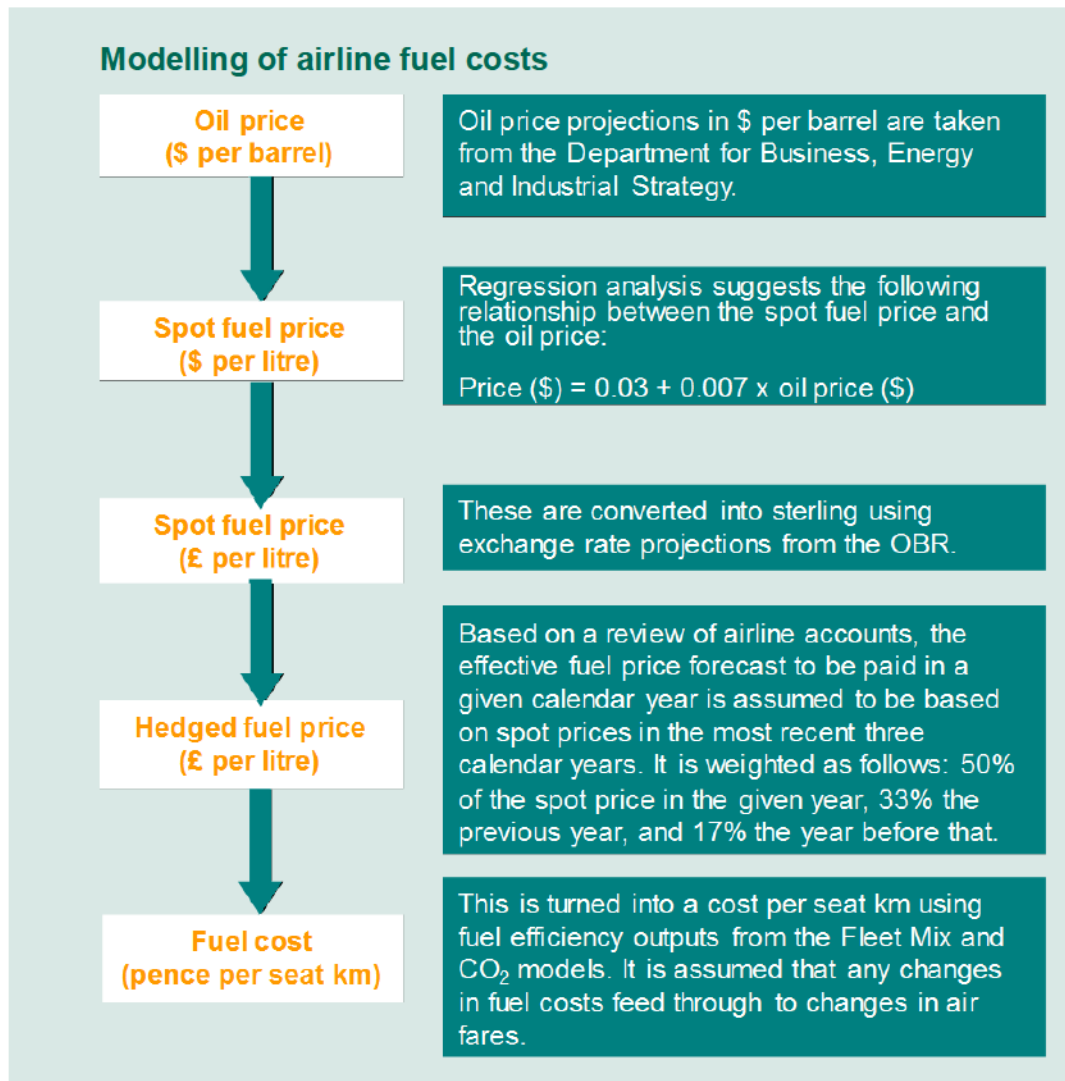 Modelling of airline fuel costs
Oil price
($ per barrel)
Oil price projections in $ per barrel are taken
from the Department for Business, Energy
and Industrial Strategy.
Spot fuel price
($ per litre)
Regression analysis suggests the following
relationship between the spot fuel price and
the oil price:
Price ($) = 0.03 + 0.007 x oil price ($)
Spot fuel price
(£ per litre)
These are converted into sterling using
exchange rate projections from the OBR.
Hedged fuel price
(£ per litre)
Based on a review of airline accounts, the
effective fuel price forecast to be paid in a
given calendar year is assumed to be based
on spot prices in the most recent three
calendar years. It is weighted as follows: 50%
of the spot price in the given year, 33% the
previous year, and 17% the year before that.
Fuel cost
(pence per seat km)
This is turned into a cost per seat km using
fuel efficiency outputs from the Fleet Mix and
CO₂ models. It is assumed that any changes
in fuel costs feed through to changes in air
fares.